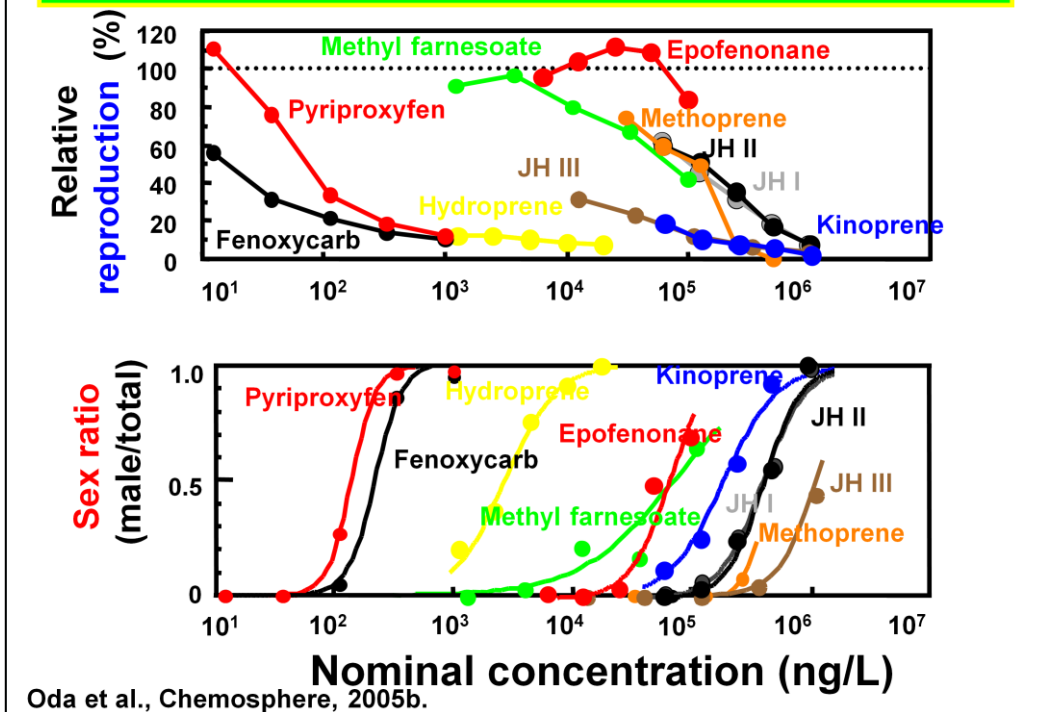 Relative reproduction (%)
120
100
80
60
40
20
0
Methyl farnesoate
Epofenonane
Pyriproxyfen
Methoprene
JH II
JH III
JH I
Hydroprene
Kinoprene
Fenoxycarb
10¹ 10² 10³ 10⁴ 10⁵ 10⁶ 10⁷
Sex ratio (male/total)
1.0
0.5
0
Kinoprene
Pyriproxyfen
Hydroprene
JH II
Epofenonane
Fenoxycarb
JH III
JH I
Methyl farnesoate
Methoprene
10¹ 10² 10³ 10⁴ 10⁵ 10⁶ 10⁷
Nominal concentration (ng/L)
Oda et al., Chemosphere, 2005b.